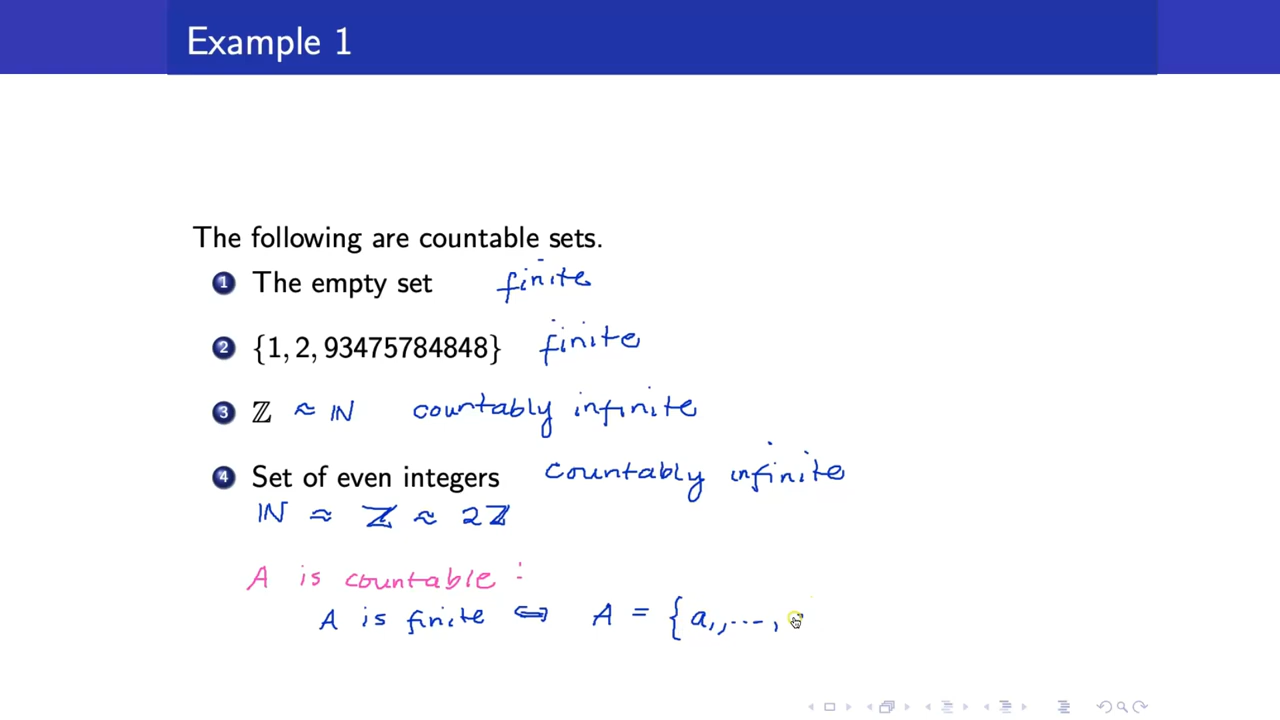 Example 1
The following are countable sets.
1 The empty set finite
2 {1, 2, 93475784848} finite
3 ℤ ≈ ℕ countably infinite
4 Set of even integers countably infinite
ℕ ≈ ℤ ≈ 2ℤ
A is countable :
A is finite ⇔ A = { a₁, ---,